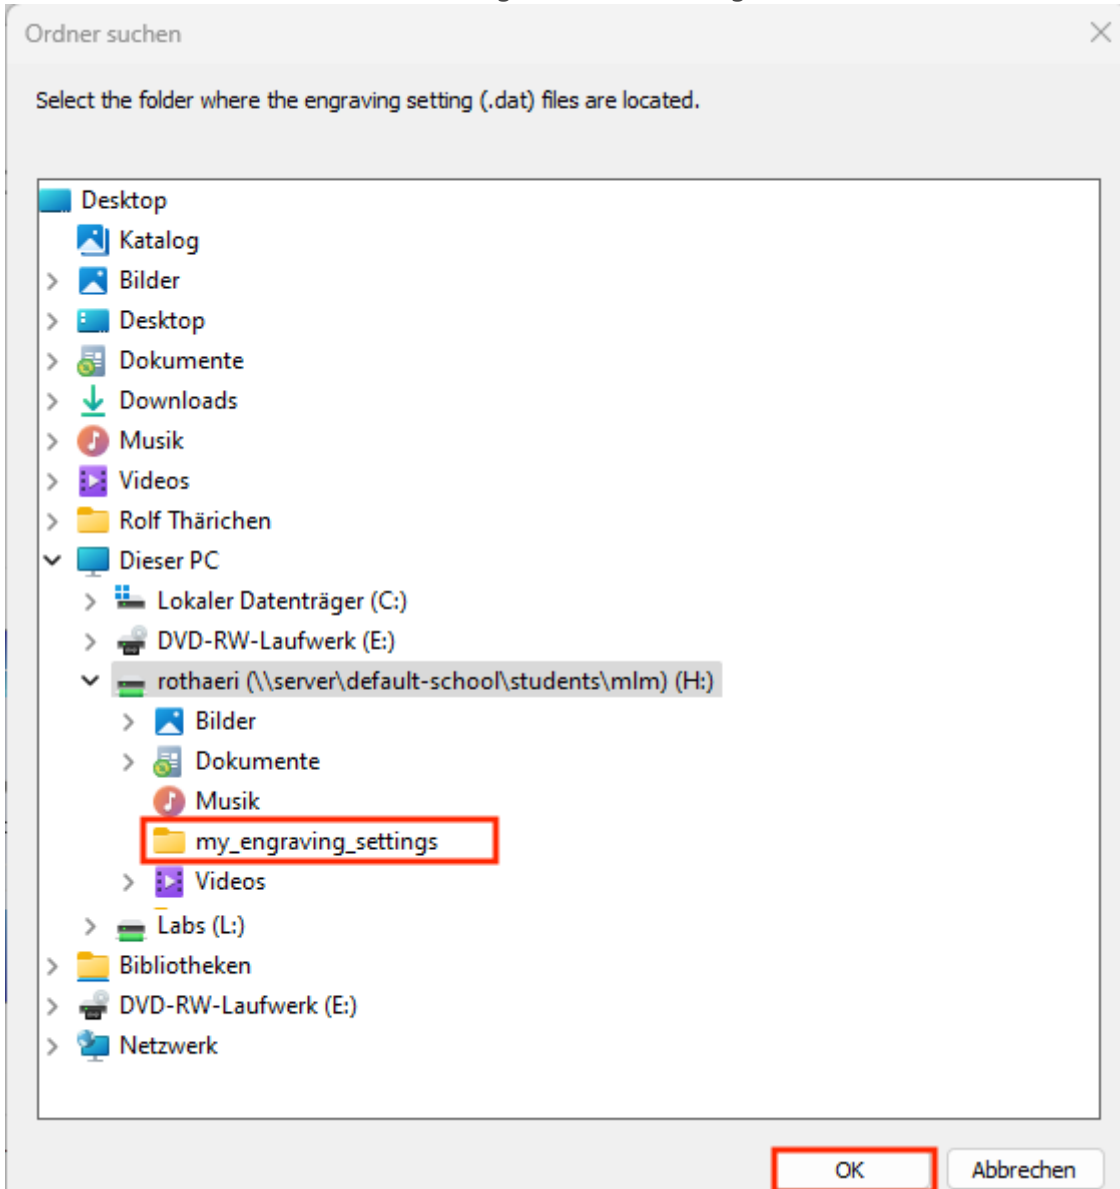 Ordner suchen
Select the folder where the engraving setting (.dat) files are located.
Desktop
Katalog
Bilder
Desktop
Dokumente
Downloads
Musik
Videos
Rolf Thärichen
Dieser PC
Lokaler Datenträger (C:)
DVD-RW-Laufwerk (E:)
rothaeri (\\server\default-school\students\mlm) (H:)
Bilder
Dokumente
Musik
my_engraving_settings
Videos
Labs (L:)
Bibliotheken
DVD-RW-Laufwerk (E:)
Netzwerk
OK Abbrechen